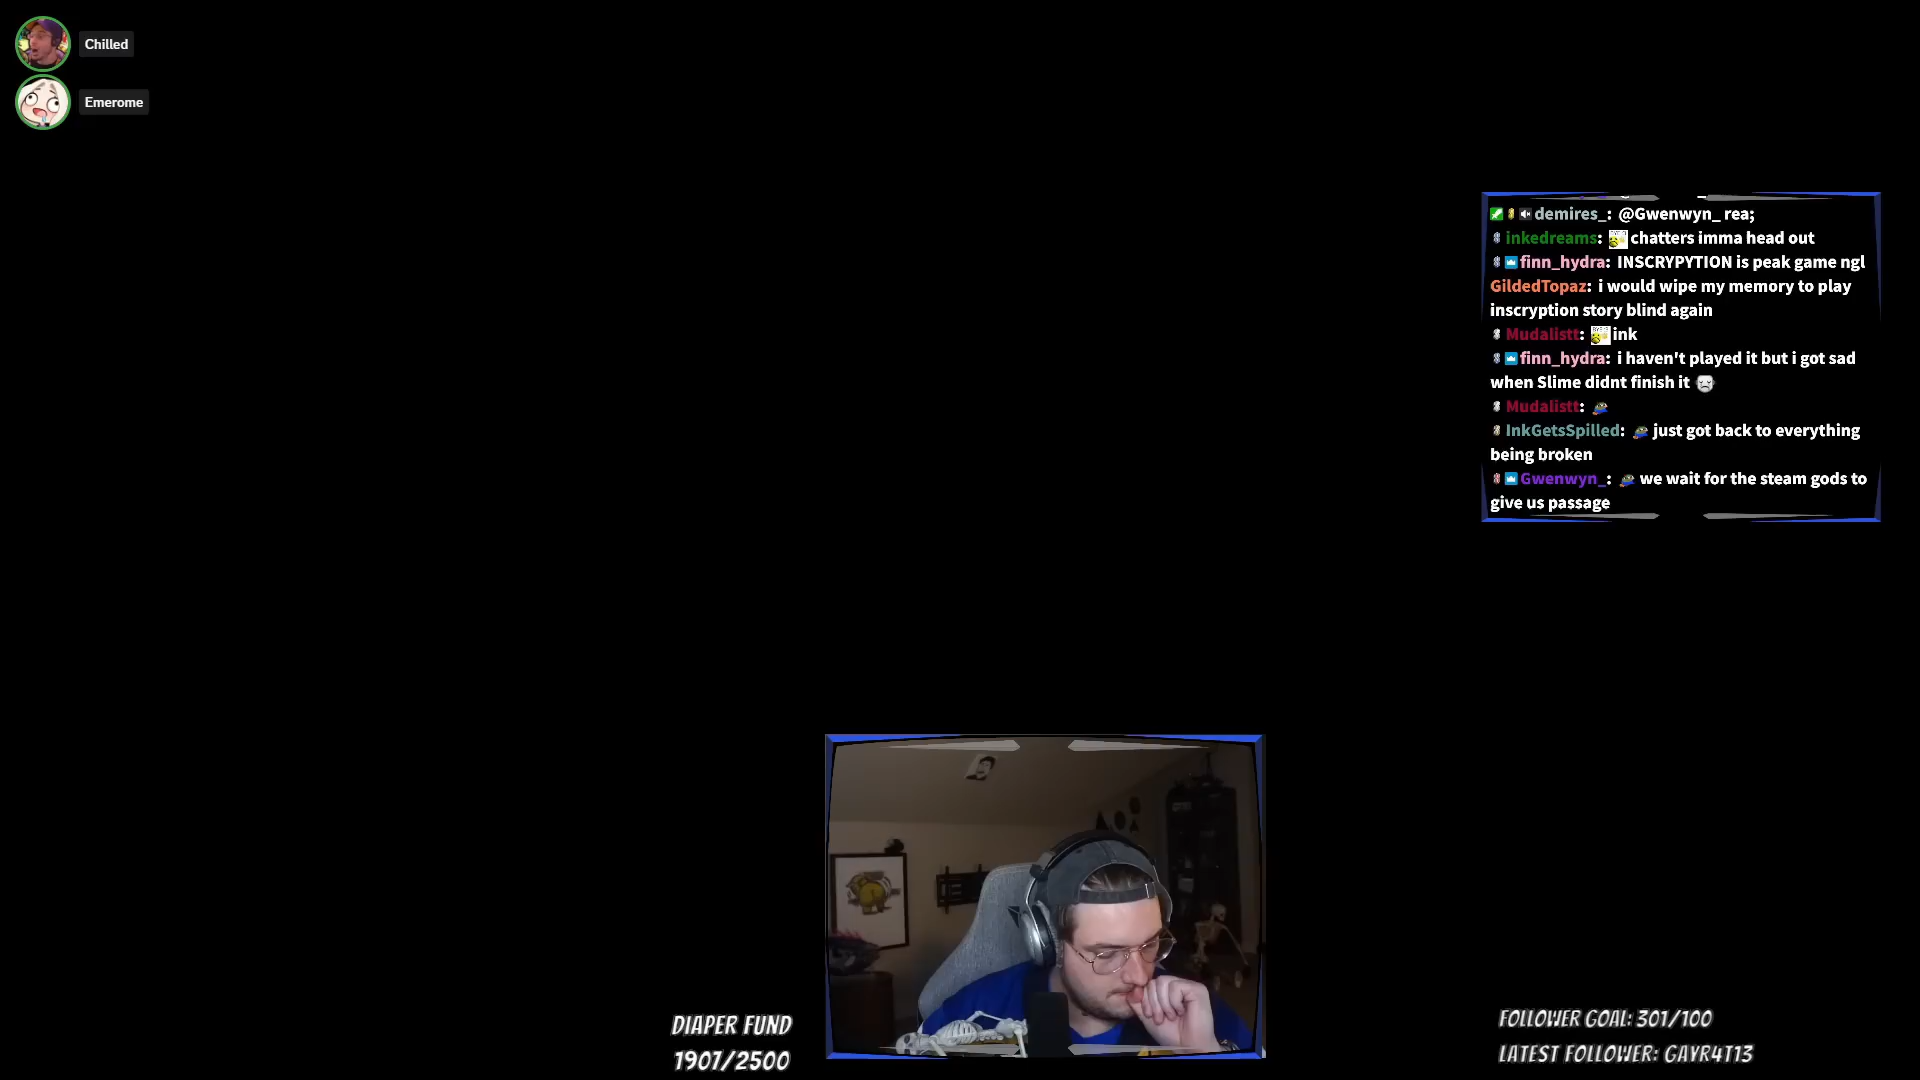 Chilled
Emerome
demires_: @Gwenwyn_ rea;
inkedreams: chatters imma head out
finn_hydra: INSCRYPYTION is peak game ngl
GildedTopaz: i would wipe my memory to play
inscryption story blind again
Mudalistt: ink
finn_hydra: i haven't played it but i got sad
when Slime didnt finish it
Mudalistt:
InkGetsSpilled: just got back to everything
being broken
Gwenwyn_: we wait for the steam gods to
give us passage
DIAPER FUND
1907/2500
FOLLOWER GOAL: 301/100
LATEST FOLLOWER: GAYR4T13